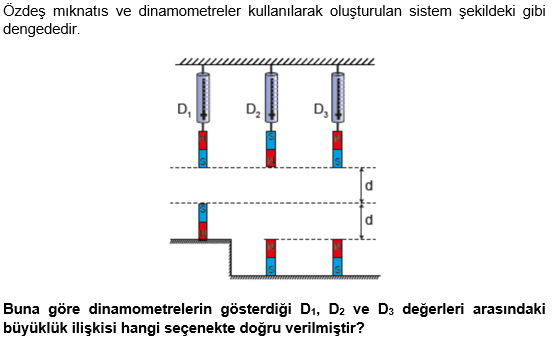 Özdeş mıknatıs ve dinamometreler kullanılarak oluşturulan sistem şekildeki gibi
dengededir.
D₁ D₂ D₃
N S N
S N S
d
S
d
N N N
S S
Buna göre dinamometrelerin gösterdiği D₁, D₂ ve D₃ değerleri arasındaki
büyüklük ilişkisi hangi seçenekte doğru verilmiştir?